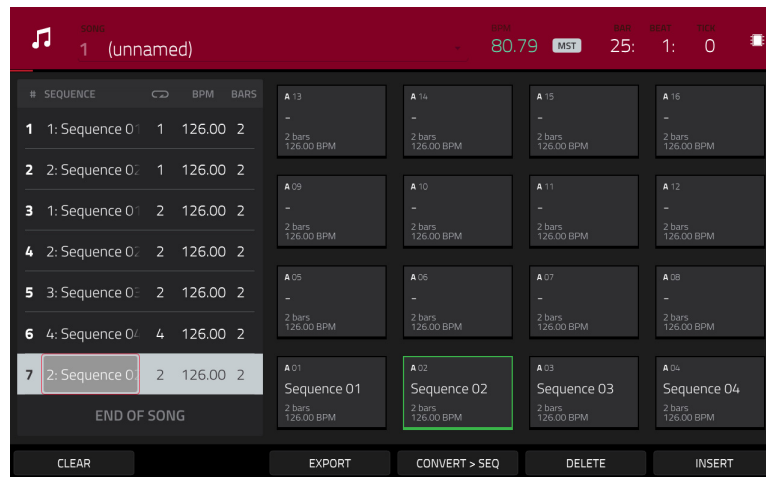 SONG BPM BAR BEAT TICK
1 (unnamed) 80.79 MST 25: 1: 0
# SEQUENCE BPM BARS
1 1: Sequence 01 1 126.00 2
2 2: Sequence 02 1 126.00 2
3 1: Sequence 01 2 126.00 2
4 2: Sequence 02 2 126.00 2
5 3: Sequence 03 2 126.00 2
6 4: Sequence 04 4 126.00 2
7 2: Sequence 02 2 126.00 2
END OF SONG
A 13 A 14 A 15 A 16
- - - -
2 bars 2 bars 2 bars 2 bars
126.00 BPM 126.00 BPM 126.00 BPM 126.00 BPM
A 09 A 10 A 11 A 12
- - - -
2 bars 2 bars 2 bars 2 bars
126.00 BPM 126.00 BPM 126.00 BPM 126.00 BPM
A 05 A 06 A 07 A 08
- - - -
2 bars 2 bars 2 bars 2 bars
126.00 BPM 126.00 BPM 126.00 BPM 126.00 BPM
A 01 A 02 A 03 A 04
Sequence 01 Sequence 02 Sequence 03 Sequence 04
2 bars 2 bars 2 bars 2 bars
126.00 BPM 126.00 BPM 126.00 BPM 126.00 BPM
CLEAR EXPORT CONVERT > SEQ DELETE INSERT